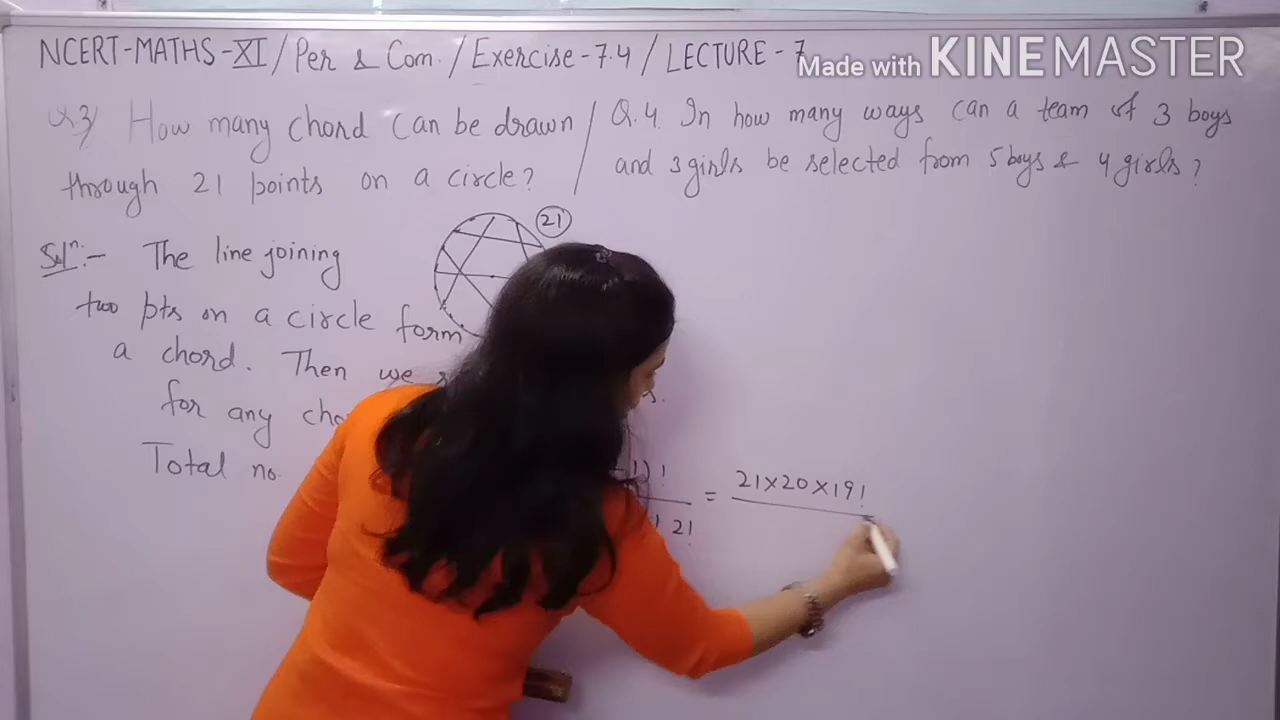 NCERT-MATHS-XI / Per & Com. / Exercise-7.4 / LECTURE-7
Made with KINEMASTER
Q.3) How many chord can be drawn
through 21 points on a circle?
Q.4. In how many ways can a team of 3 boys
and 3 girls be selected from 5 boys & 4 girls?
21
Solⁿ:- The line joining
two pts on a circle form
a chord. Then we
for any
Total no.
= 21×20×19!
2!